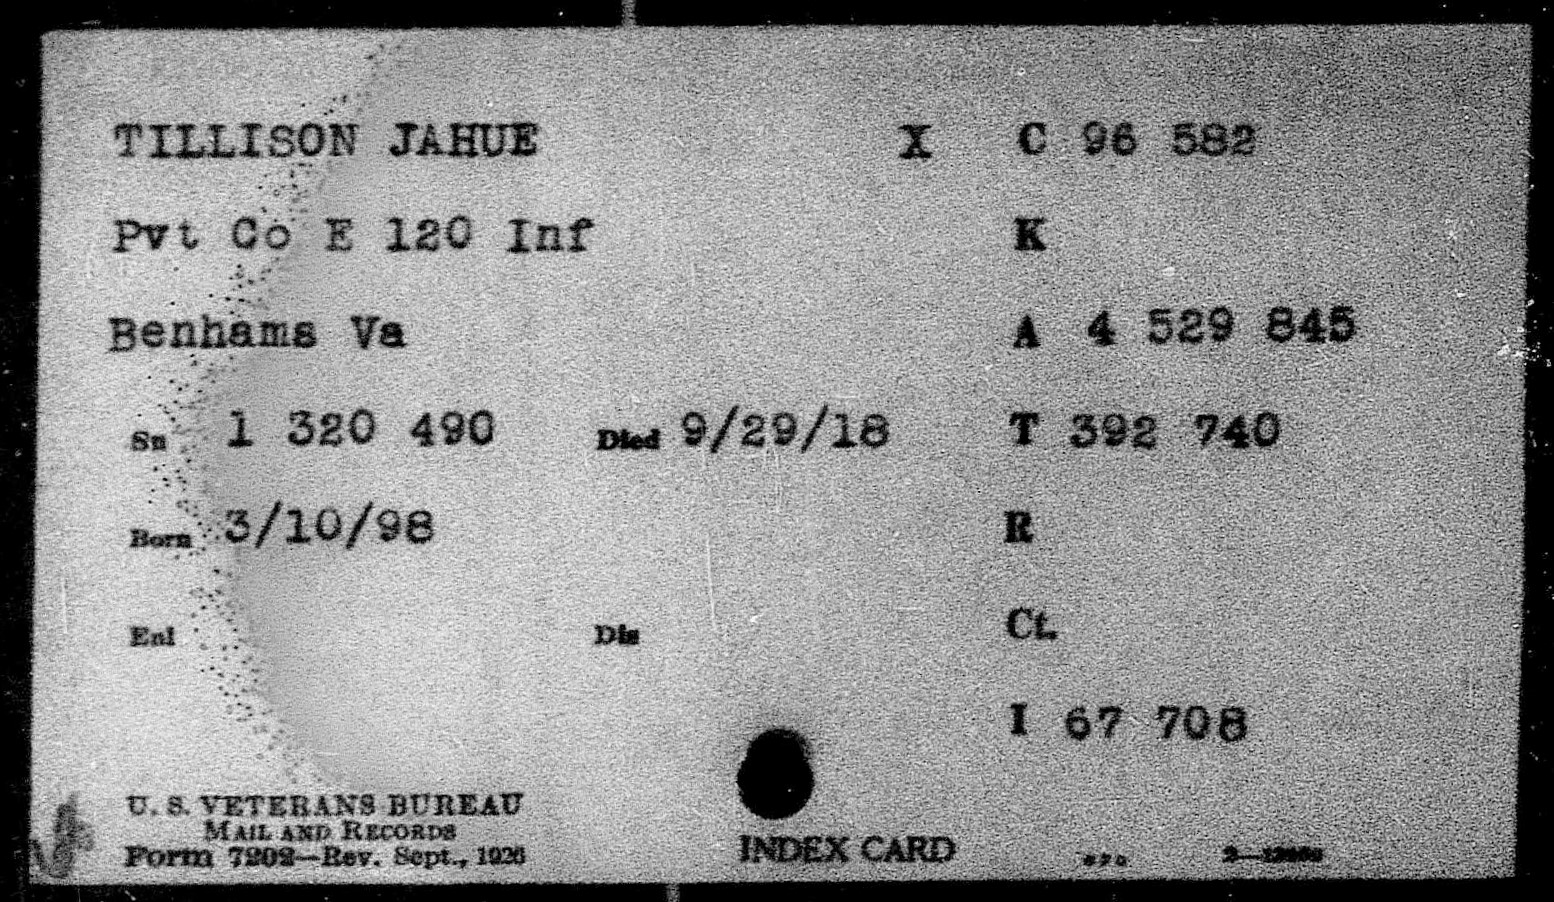 TILLISON JAHUE X C 96 582
Pvt Co E 120 Inf K
Benhams Va A 4 529 845
Sn 1 320 490 Died 9/29/18 T 392 740
Born 3/10/98 R
Enl Dis Ct.
I 67 708
U. S. VETERANS BUREAU
MAIL AND RECORDS
Form 7202—Rev. Sept., 1926 INDEX CARD